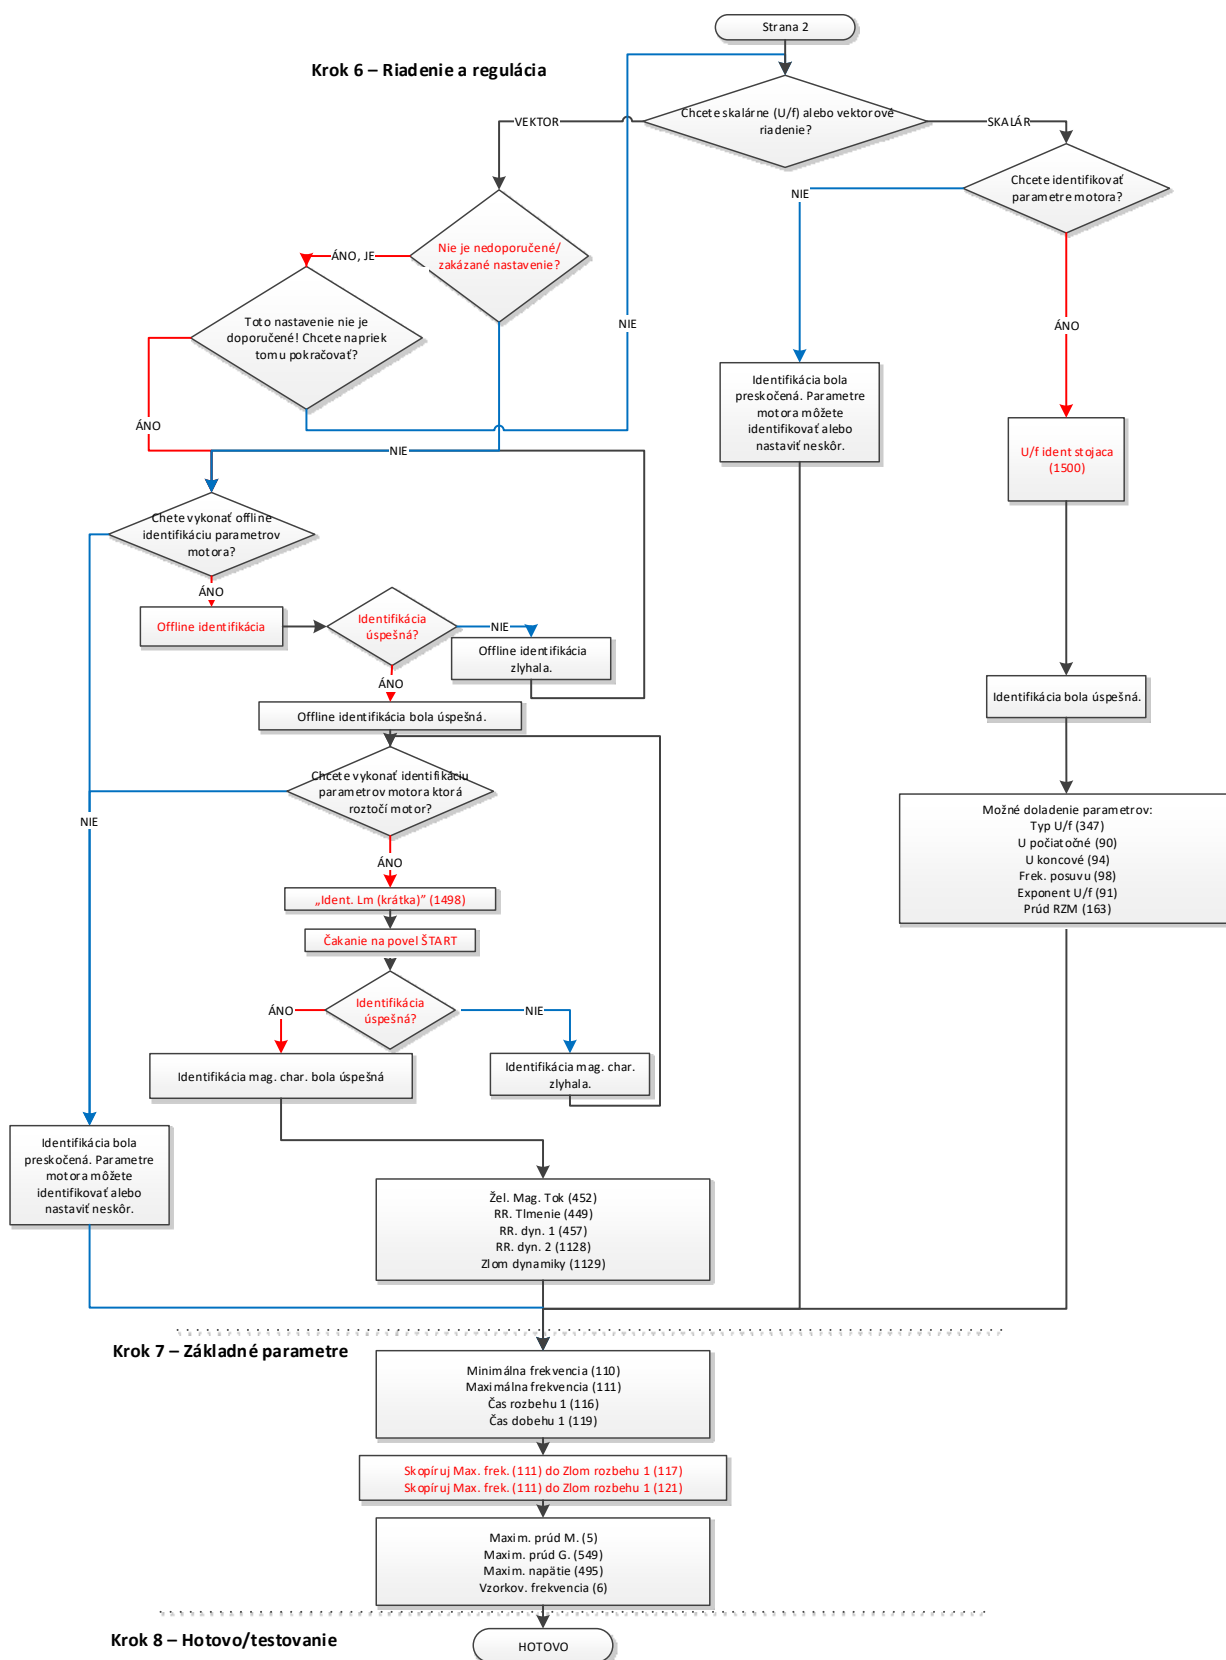 Strana 2
Krok 6 – Riadenie a regulácia
Chcete skalárne (U/f) alebo vektorové
riadenie?
VEKTOR
SKALÁR
Chcete identifikovať
parametre motora?
NIE
Nie je nedoporučené/
zakázané nastavenie?
ÁNO, JE
Toto nastavenie nie je
doporučené! Chcete napriek
tomu pokračovať?
NIE
ÁNO
Identifikácia bola
preskočená. Parametre
motora môžete
identifikovať alebo
nastaviť neskôr.
ÁNO
NIE
U/f ident stojaca
(1500)
Chete vykonať offline
identifikáciu parametrov
motora?
ÁNO
Offline identifikácia
Identifikácia
úspešná?
NIE
Offline identifikácia
zlyhala.
ÁNO
Offline identifikácia bola úspešná.
Identifikácia bola úspešná.
Chcete vykonať identifikáciu
parametrov motora ktorá
roztočí motor?
NIE
ÁNO
Možné doladenie parametrov:
Typ U/f (347)
U počiatočné (90)
U koncové (94)
Frek. posuvu (98)
Exponent U/f (91)
Prúd RZM (163)
„Ident. Lm (krátka)” (1498)
Čakanie na povel ŠTART
Identifikácia
úspešná?
ÁNO
NIE
Identifikácia mag. char. bola úspešná
Identifikácia mag. char.
zlyhala.
Identifikácia bola
preskočená. Parametre
motora môžete
identifikovať alebo
nastaviť neskôr.
Žel. Mag. Tok (452)
RR. Tlmenie (449)
RR. dyn. 1 (457)
RR. dyn. 2 (1128)
Zlom dynamiky (1129)
Krok 7 – Základné parametre
Minimálna frekvencia (110)
Maximálna frekvencia (111)
Čas rozbehu 1 (116)
Čas dobehu 1 (119)
Skopíruj Max. frek. (111) do Zlom rozbehu 1 (117)
Skopíruj Max. frek. (111) do Zlom rozbehu 1 (121)
Maxim. prúd M. (5)
Maxim. prúd G. (549)
Maxim. napätie (495)
Vzorkov. frekvencia (6)
Krok 8 – Hotovo/testovanie
HOTOVO